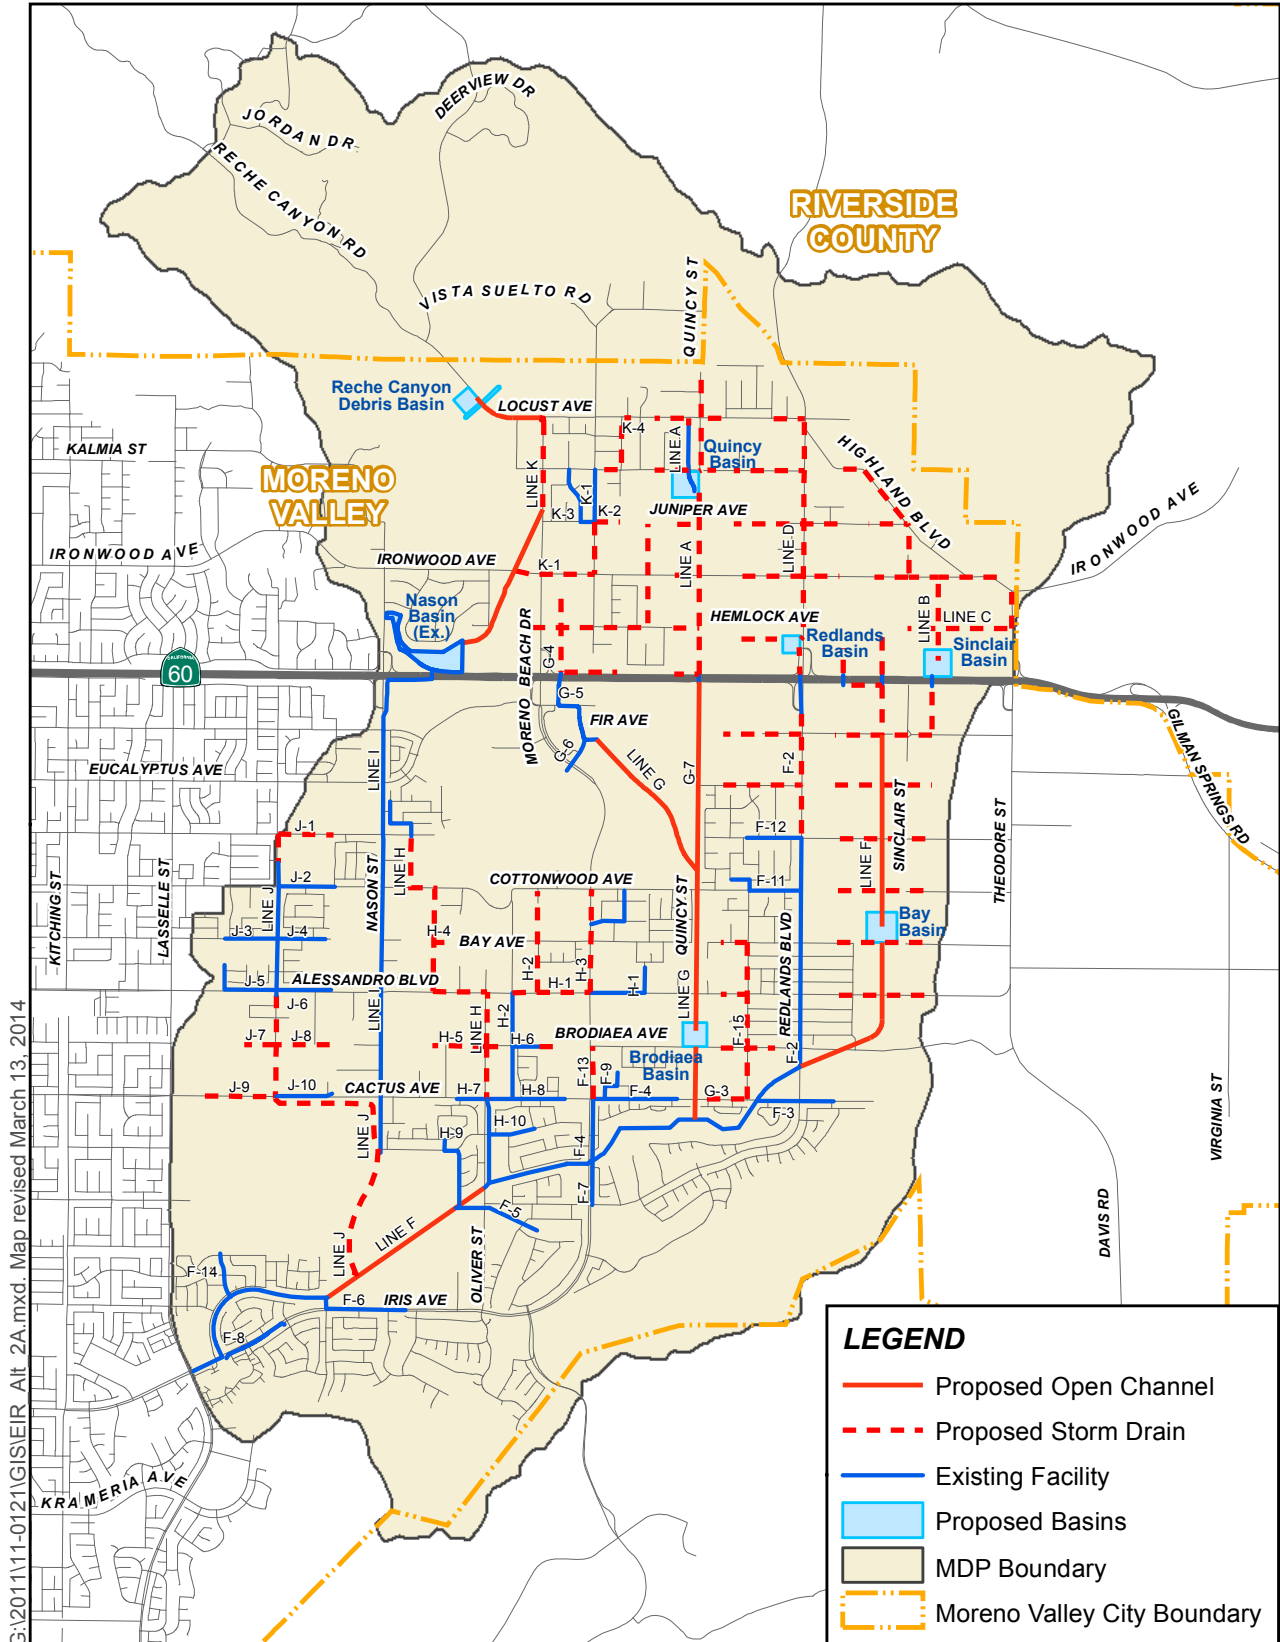 DEERVIEW DR
JORDAN DR
RECHE CANYON RD
RIVERSIDE
COUNTY
VISTA SUELTO RD
QUINCY ST
Reche Canyon
Debris Basin
LOCUST AVE
K-4
LINE A
Quincy
Basin
HIGHLAND BLVD
KALMIA ST
MORENO
VALLEY
LINE K
K-1
K-3
K-2
JUNIPER AVE
IRONWOOD AVE
IRONWOOD AVE
IRONWOOD AVE
K-1
LINE A
LINE D
Nason
Basin
(Ex.)
HEMLOCK AVE
LINE B
LINE C
Redlands
Basin
Sinclair
Basin
CALIFORNIA
60
MORENO BEACH DR
G-4
G-5
FIR AVE
G-6
LINE G
G-7
F-2
GILMAN SPRINGS RD
EUCALYPTUS AVE
LINE I
SINCLAIR ST
THEODORE ST
J-1
F-12
LINE F
LINE H
NASON ST
KITCHING ST
LASSELLE ST
J-2
LINE J
COTTONWOOD AVE
F-11
QUINCY ST
REDLANDS BLVD
Bay
Basin
J-3
J-4
H-4
BAY AVE
H-2
H-3
J-5
ALESSANDRO BLVD
H-1
H-1
LINE G
J-6
LINE I
H-2
LINE H
J-7
J-8
H-5
H-6
BRODIAEA AVE
F-15
F-2
Brodiaea
Basin
F-13
F-9
J-9
J-10
CACTUS AVE
H-7
H-8
F-4
G-3
F-3
LINE J
H-9
H-10
F-4
F-7
VIRGINIA ST
DAVIS RD
F-5
LINE F
LINE J
OLIVER ST
F-14
F-6
IRIS AVE
F-8
KRAMERIA AVE
LEGEND
Proposed Open Channel
Proposed Storm Drain
Existing Facility
Proposed Basins
MDP Boundary
Moreno Valley City Boundary
G:\2011\11-0121\GIS\EIR_Alt_2A.mxd. Map revised March 13, 2014